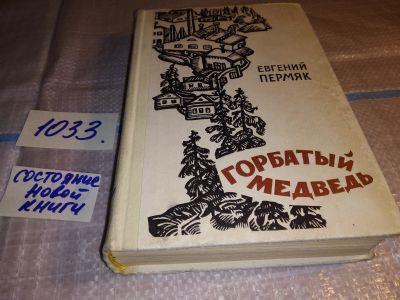 1033.
состояние
новой
книги
ЕВГЕНИЙ
ПЕРМЯК
ГОРБАТЫЙ
МЕДВЕДЬ